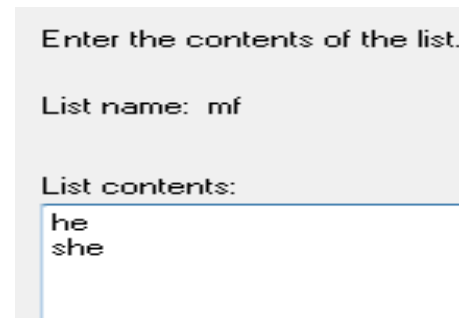 Enter the contents of the list.
List name: mf
List contents:
he
she